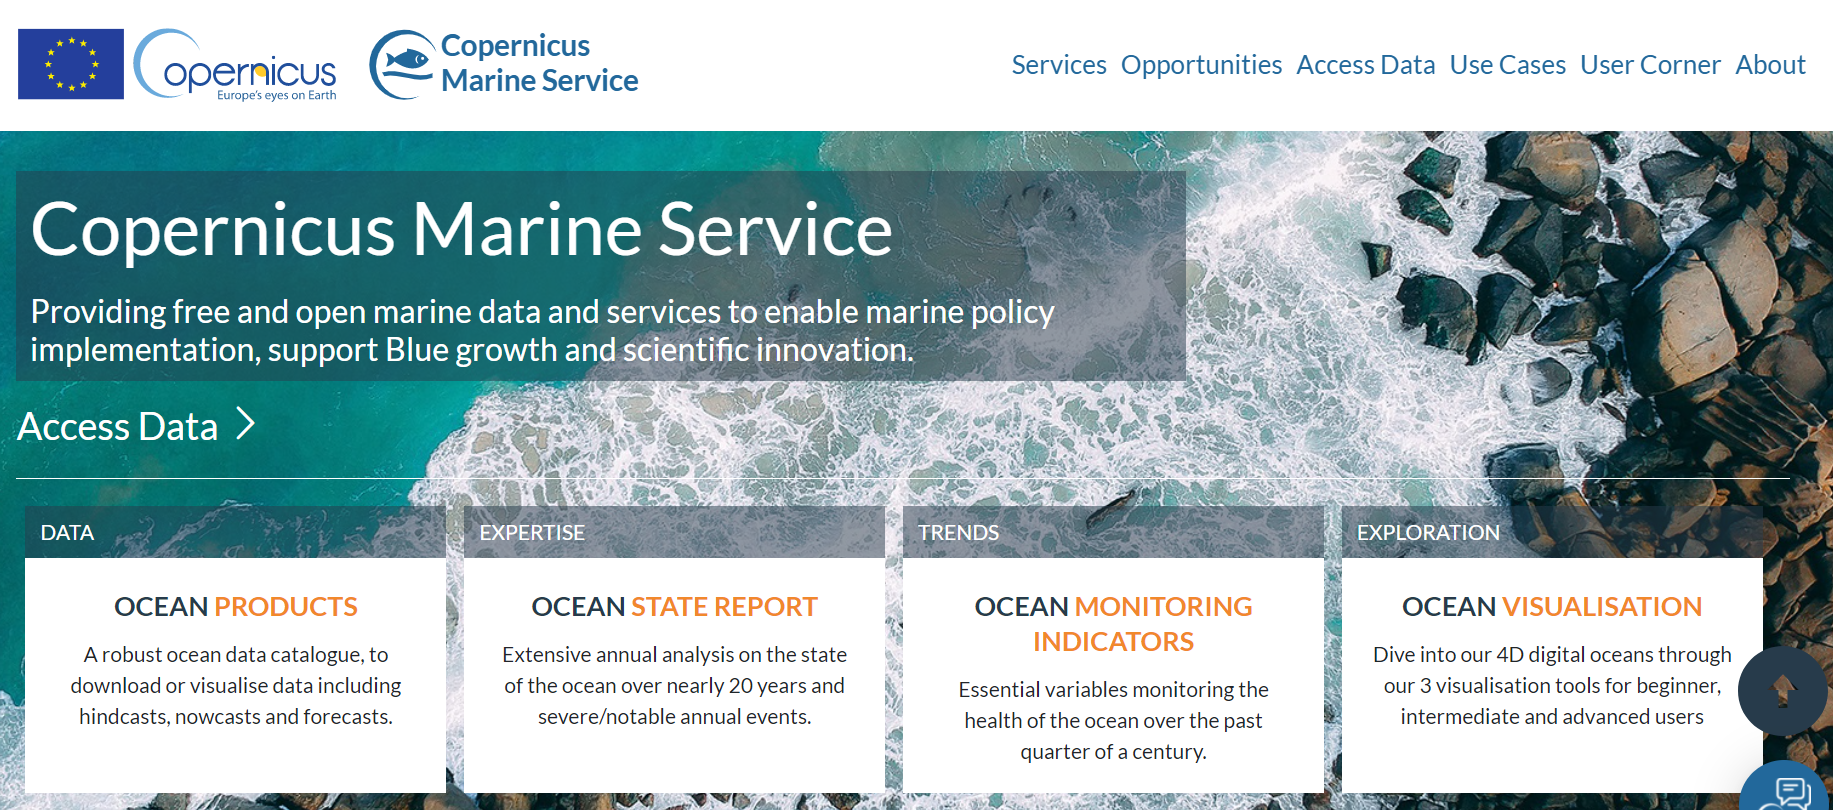 Copernicus
Europe's eyes on Earth
Copernicus
Marine Service
Services Opportunities Access Data Use Cases User Corner About
Copernicus Marine Service
Providing free and open marine data and services to enable marine policy
implementation, support Blue growth and scientific innovation.
Access Data
DATA
OCEAN PRODUCTS
A robust ocean data catalogue, to
download or visualise data including
hindcasts, nowcasts and forecasts.
EXPERTISE
OCEAN STATE REPORT
Extensive annual analysis on the state
of the ocean over nearly 20 years and
severe/notable annual events.
TRENDS
OCEAN MONITORING
INDICATORS
Essential variables monitoring the
health of the ocean over the past
quarter of a century.
EXPLORATION
OCEAN VISUALISATION
Dive into our 4D digital oceans through
our 3 visualisation tools for beginner,
intermediate and advanced users